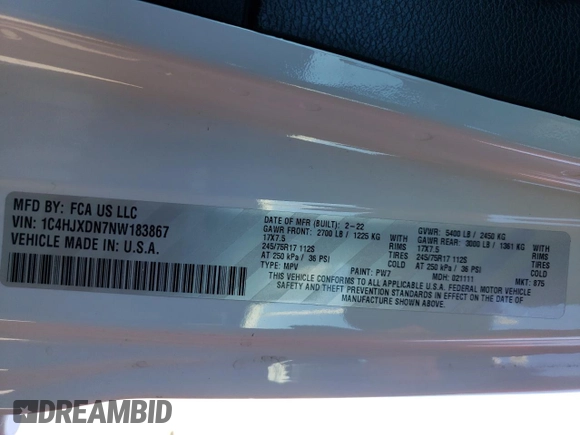 MFD BY: FCA US LLC
VIN: 1C4HJXDN7NW183867
VEHICLE MADE IN: U.S.A.
DATE OF MFR (BUILT): 2-22
GAWR FRONT: 2700 LB / 1225 KG WITH
17X7.5 TIRES
245/75R17 112S RIMS
AT 250 kPa / 36 PSI COLD
TYPE: MPV PAINT: PW7
GVWR: 5400 LB / 2450 KG
GAWR REAR: 3000 LB / 1361 KG WITH
17X7.5 TIRES
245/75R17 112S RIMS
AT 250 kPa / 36 PSI COLD
MDH: 021111 MKT: 875
THIS VEHICLE CONFORMS TO ALL APPLICABLE U.S.A. FEDERAL MOTOR VEHICLE
SAFETY AND THEFT PREVENTION STANDARDS IN EFFECT ON THE DATE OF
MANUFACTURE SHOWN ABOVE.
DREAMBID